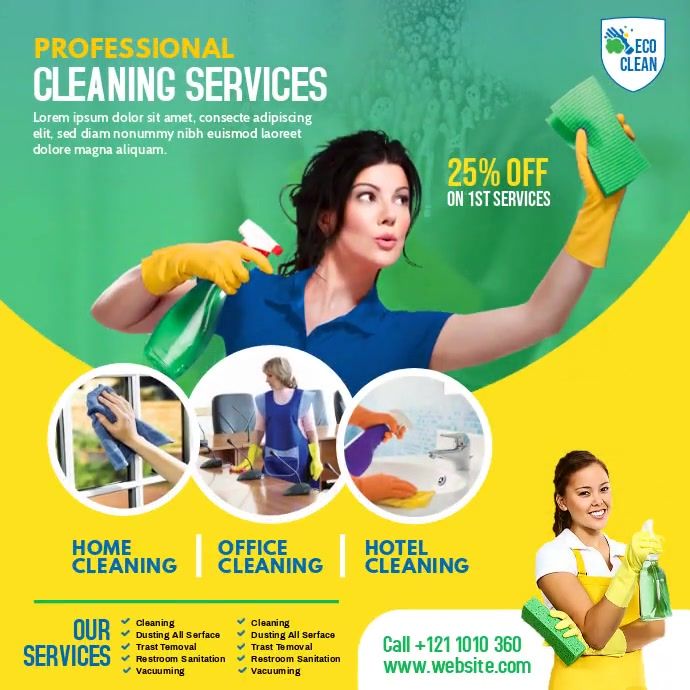 PROFESSIONAL
CLEANING SERVICES
Lorem ipsum dolor sit amet, consecte adipiscing
elit, sed diam nonummy nibh euismod laoreet
dolore magna aliquam.
ECO
CLEAN
25% OFF
ON 1ST SERVICES
HOME
CLEANING
OFFICE
CLEANING
HOTEL
CLEANING
OUR
SERVICES
Cleaning
Dusting All Serface
Trast Temoval
Restroom Sanitation
Vacuuming
Cleaning
Dusting All Serface
Trast Temoval
Restroom Sanitation
Vacuuming
Call +121 1010 360
www.website.com